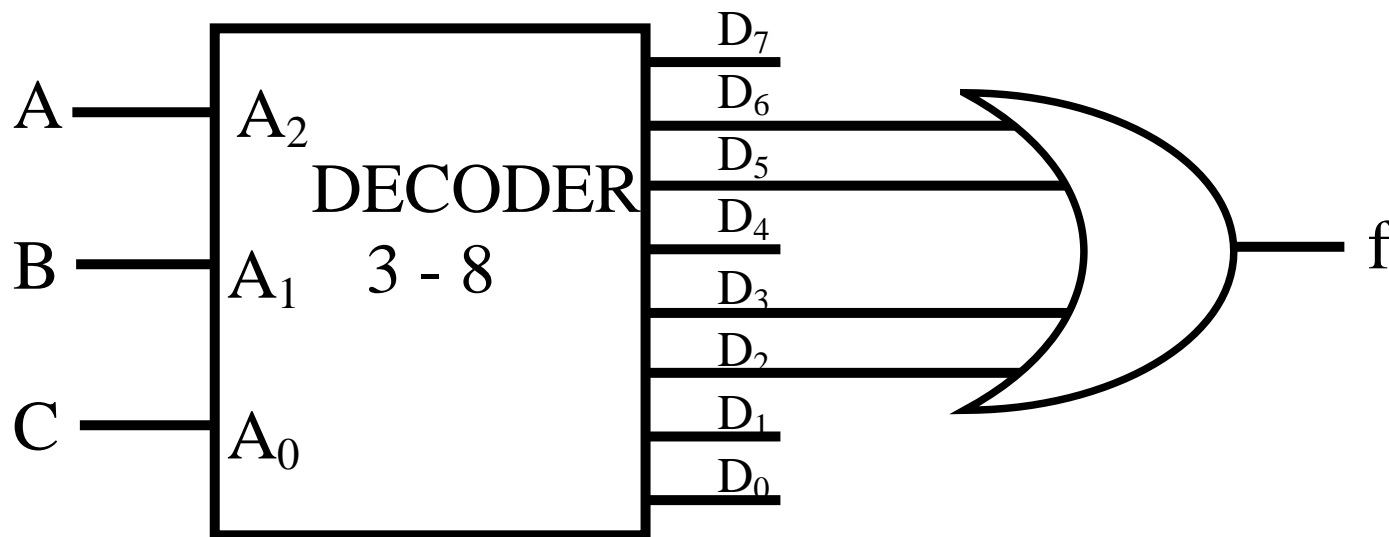 A
B
C
A₂
A₁
A₀
DECODER
3 - 8
D₇
D₆
D₅
D₄
D₃
D₂
D₁
D₀
f